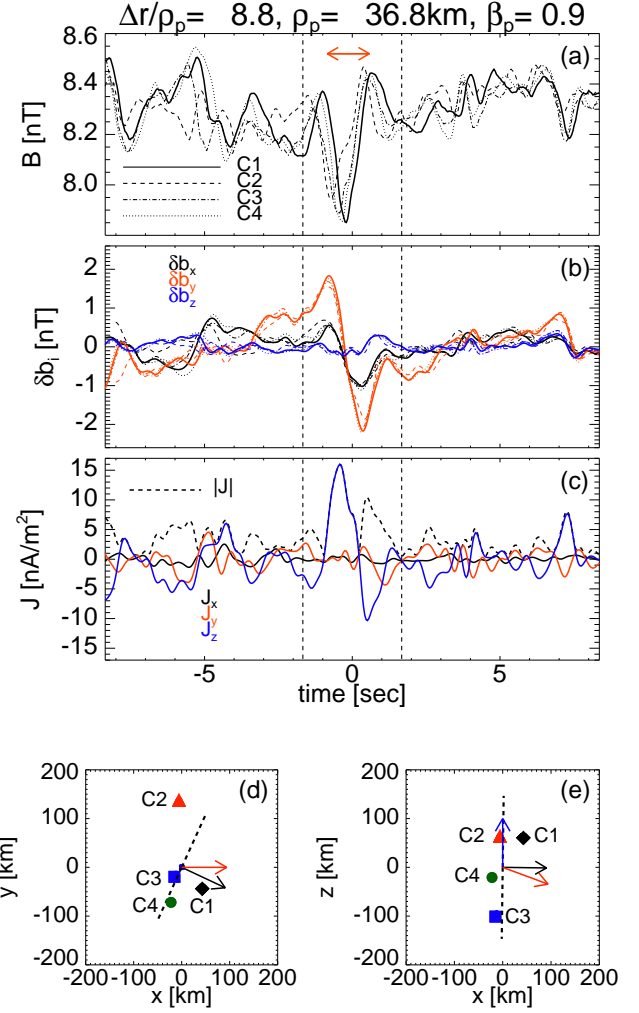 Δr/ρp= 8.8, ρp= 36.8km, βp= 0.9
8.6
8.4
8.2
8.0
B [nT]
(a)
C1
C2
C3
C4
2
1
0
-1
-2
δbi [nT]
δbx
δby
δbz
(b)
15
10
5
0
-5
-10
-15
J [nA/m²]
|J|
(c)
Jx
Jy
Jz
-5 0 5
time [sec]
200
100
0
-100
-200
y [km]
(d)
C2
C3
C4
C1
-200 -100 0 100 200
x [km]
200
100
0
-100
-200
z [km]
(e)
C2
C1
C4
C3
-200 -100 0 100 200
x [km]